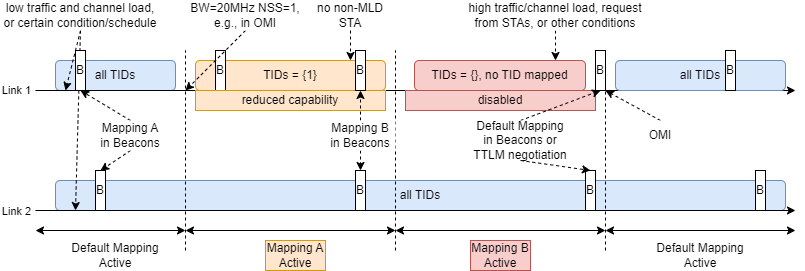 low traffic and channel load,
or certain condition/schedule
BW=20MHz NSS=1,
e.g., in OMI
no non-MLD
STA
high traffic/channel load, request
from STAs, or other conditions
Link 1
B
all TIDs
B
TIDs = {1}
B
TIDs = {}, no TID mapped
B
all TIDs
B
reduced capability
disabled
Mapping A
in Beacons
Mapping B
in Beacons
Default Mapping
in Beacons or
TTLM negotiation
OMI
Link 2
B
B
all TIDs
B
B
Default Mapping
Active
Mapping A
Active
Mapping B
Active
Default Mapping
Active